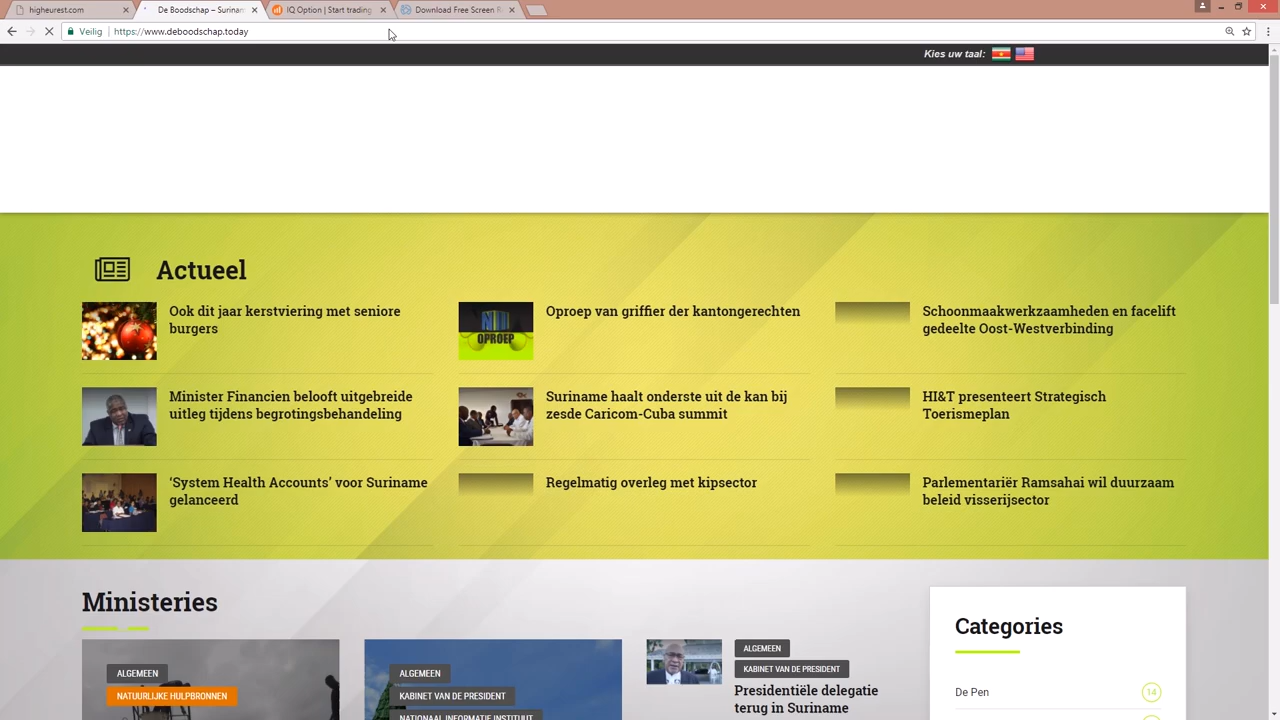 higheurest.com
De Boodschap – Surinam
IQ Option | Start trading
Download Free Screen R
Veilig
https://www.deboodschap.today
Kies uw taal:
Actueel
Ook dit jaar kerstviering met seniore
burgers
OPROEP
Oproep van griffier der kantongerechten
Schoonmaakwerkzaamheden en facelift
gedeelte Oost-Westverbinding
Minister Financien belooft uitgebreide
uitleg tijdens begrotingsbehandeling
Suriname haalt onderste uit de kan bij
zesde Caricom-Cuba summit
HI&T presenteert Strategisch
Toerismeplan
‘System Health Accounts’ voor Suriname
gelanceerd
Regelmatig overleg met kipsector
Parlementariër Ramsahai wil duurzaam
beleid visserijsector
Ministeries
ALGEMEEN
NATUURLIJKE HULPBRONNEN
ALGEMEEN
KABINET VAN DE PRESIDENT
NATIONAAL INFORMATIE INSTITUUT
ALGEMEEN
KABINET VAN DE PRESIDENT
Presidentiële delegatie
terug in Suriname
Categories
De Pen
14